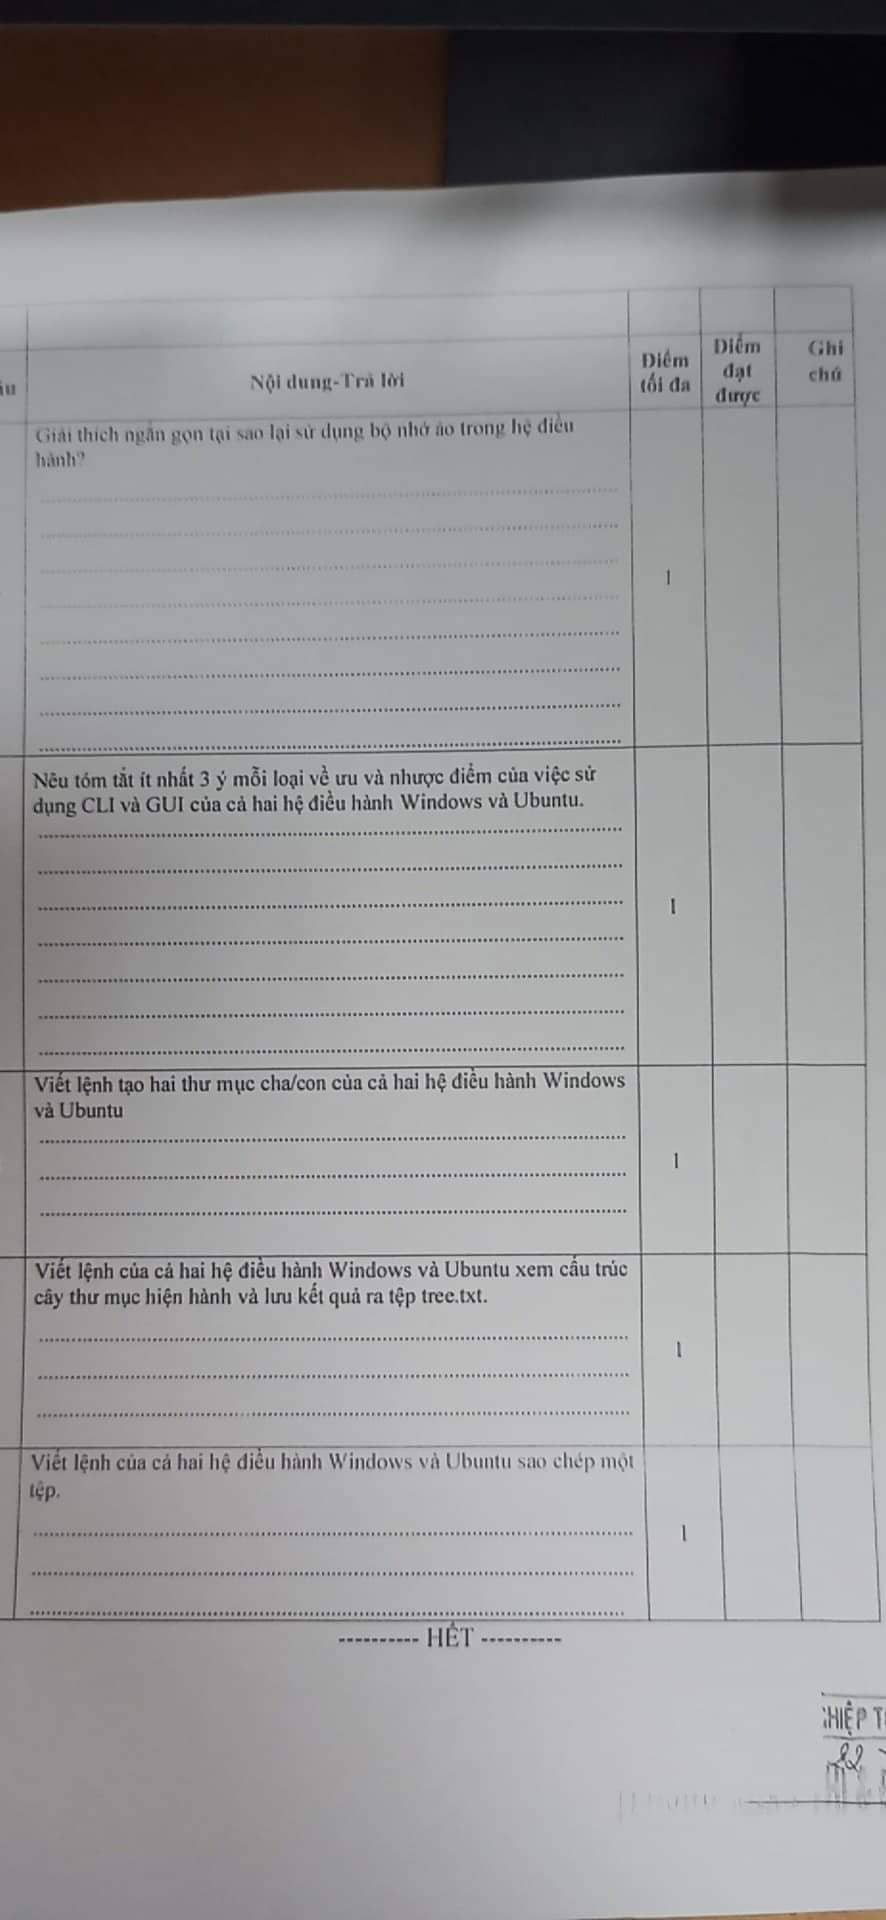 Nội dung-Trả lời
Điểm
tối đa
Điểm
đạt
được
Ghi
chú
Giải thích ngắn gọn tại sao lại sử dụng bộ nhớ ảo trong hệ điều
hành?
1
Nêu tóm tắt ít nhất 3 ý mỗi loại về ưu và nhược điểm của việc sử
dụng CLI và GUI của cả hai hệ điều hành Windows và Ubuntu.
1
Viết lệnh tạo hai thư mục cha/con của cả hai hệ điều hành Windows
và Ubuntu
1
Viết lệnh của cả hai hệ điều hành Windows và Ubuntu xem cấu trúc
cây thư mục hiện hành và lưu kết quả ra tệp tree.txt.
1
Viết lệnh của cả hai hệ điều hành Windows và Ubuntu sao chép một
tệp.
1
---------- HẾT ----------